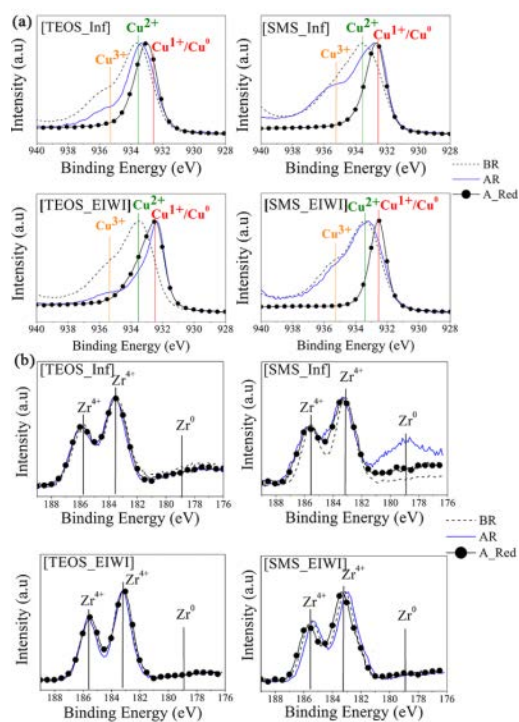 (a)
[TEOS_Inf]
Cu2+
Cu3+
Cu1+/Cu0
Intensity (a.u)
940 938 936 934 932 930 928
Binding Energy (eV)
[SMS_Inf]
Cu2+
Cu3+
Cu1+/Cu0
Intensity (a.u)
940 938 936 934 932 930 928
Binding Energy (eV)
BR
AR
A_Red
[TEOS_EIWI]
Cu2+
Cu3+
Cu1+/Cu0
Intensity (a.u)
940 938 936 934 932 930 928
Binding Energy (eV)
[SMS_EIWI]
Cu2+
Cu3+
Cu1+/Cu0
Intensity (a.u)
940 938 936 934 932 930 928
Binding Energy (eV)
(b)
[TEOS_Inf]
Zr4+
Zr4+
Zr0
Intensity (a.u)
188 186 184 182 180 178 176
Binding Energy (eV)
[SMS_Inf]
Zr4+
Zr4+
Zr0
Intensity (a.u)
188 186 184 182 180 178 176
Binding Energy (eV)
BR
AR
A_Red
[TEOS_EIWI]
Zr4+
Zr4+
Zr0
Intensity (a.u)
188 186 184 182 180 178 176
Binding Energy (eV)
[SMS_EIWI]
Zr4+
Zr4+
Zr0
Intensity (a.u)
188 186 184 182 180 178 176
Binding Energy (eV)